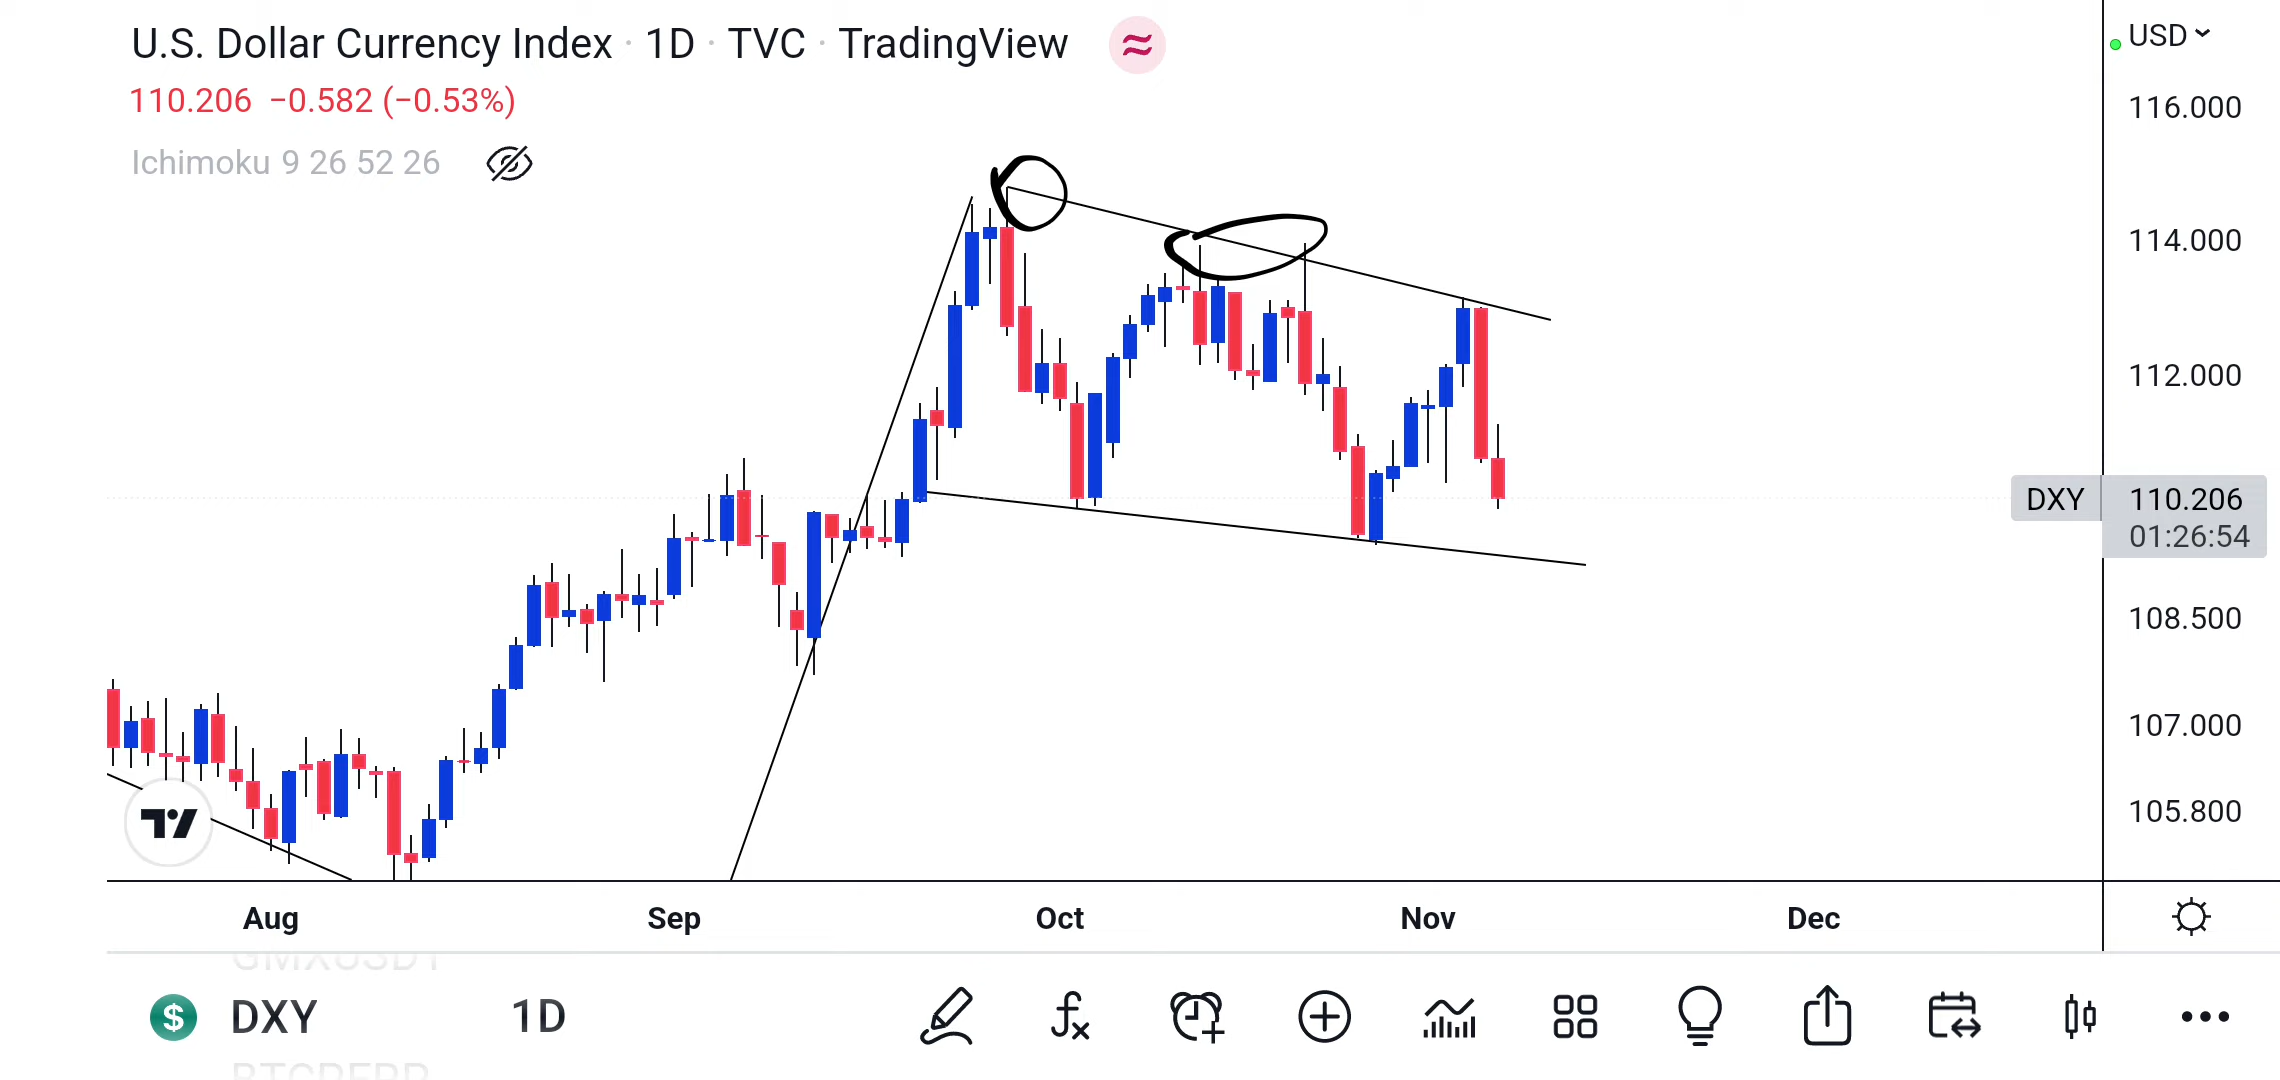 U.S. Dollar Currency Index · 1D · TVC · TradingView
110.206 −0.582 (−0.53%)
Ichimoku 9 26 52 26
USD
116.000
114.000
112.000
DXY 110.206
01:26:54
108.500
107.000
105.800
Aug Sep Oct Nov Dec
GMXUSDT
DXY 1D